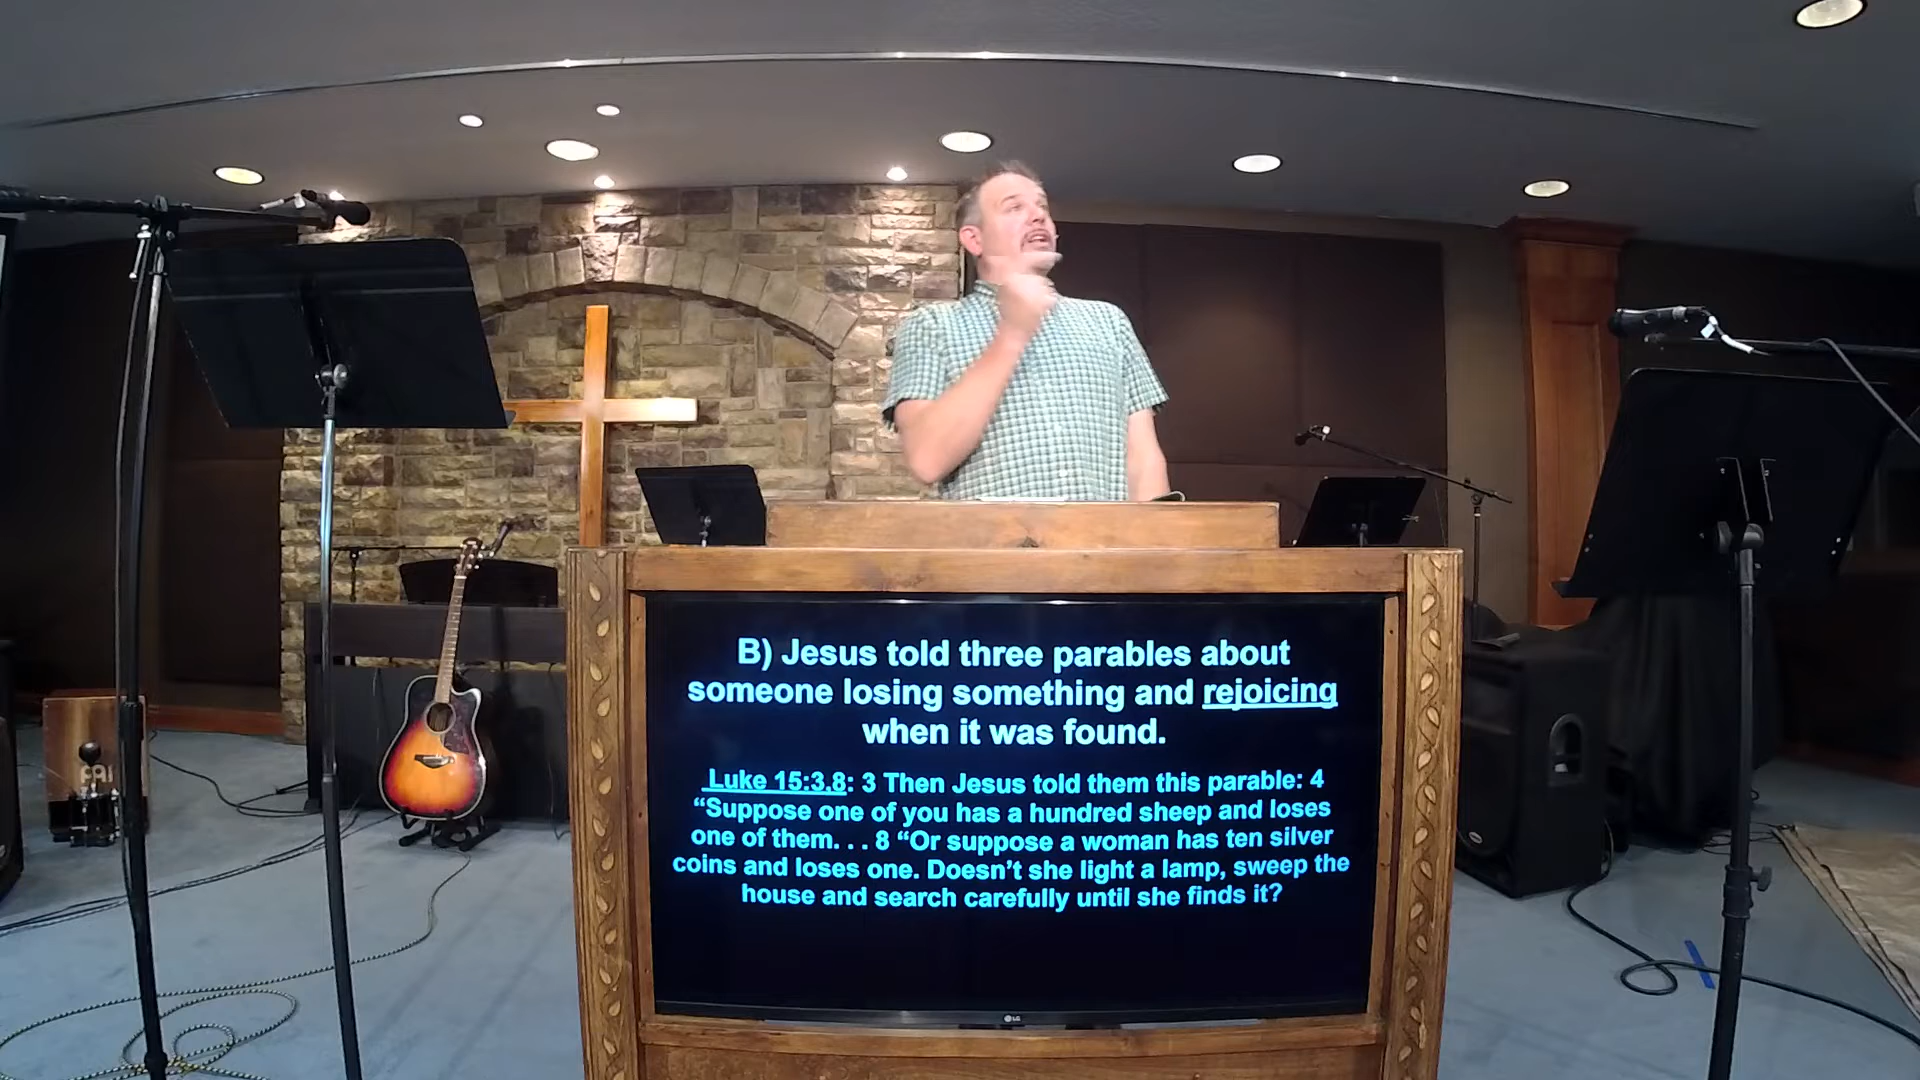 B) Jesus told three parables about
someone losing something and rejoicing
when it was found.
Luke 15:3,8: 3 Then Jesus told them this parable: 4
“Suppose one of you has a hundred sheep and loses
one of them. . . 8 “Or suppose a woman has ten silver
coins and loses one. Doesn’t she light a lamp, sweep the
house and search carefully until she finds it?
LG